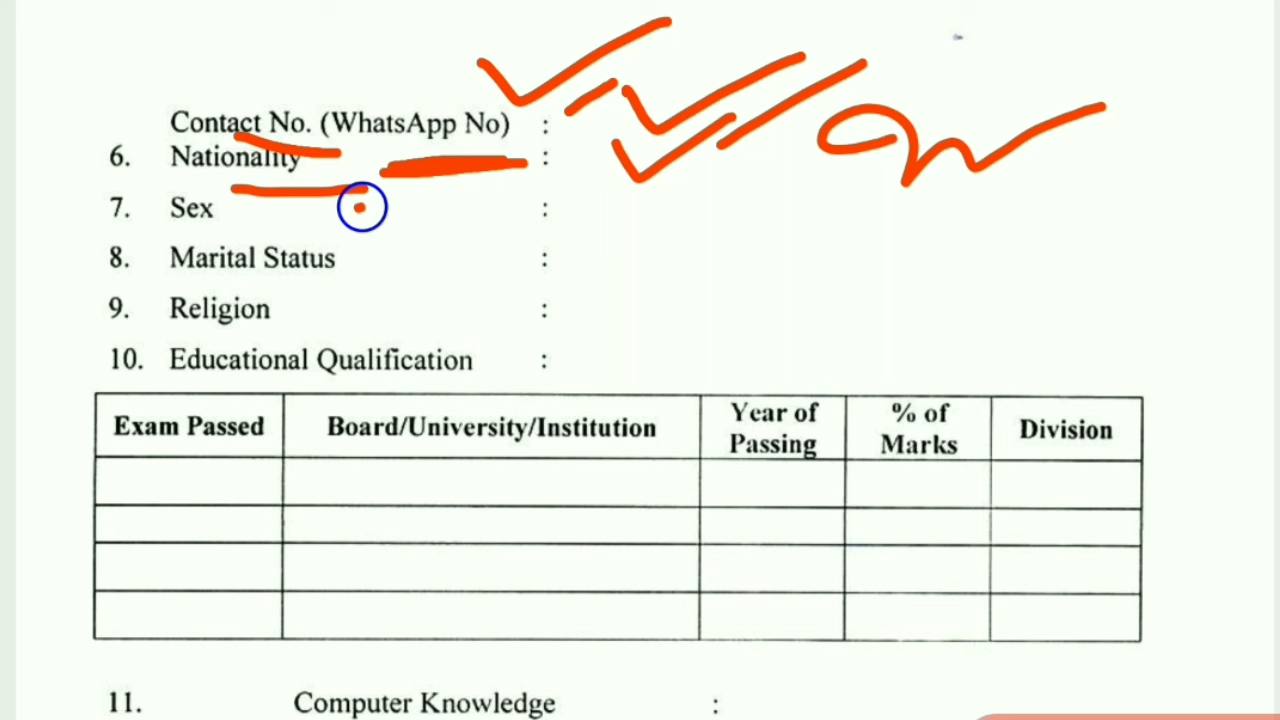 Contact No. (WhatsApp No) :
6. Nationality :
7. Sex :
8. Marital Status :
9. Religion :
10. Educational Qualification :
Exam Passed Board/University/Institution Year of Passing % of Marks Division
11. Computer Knowledge :